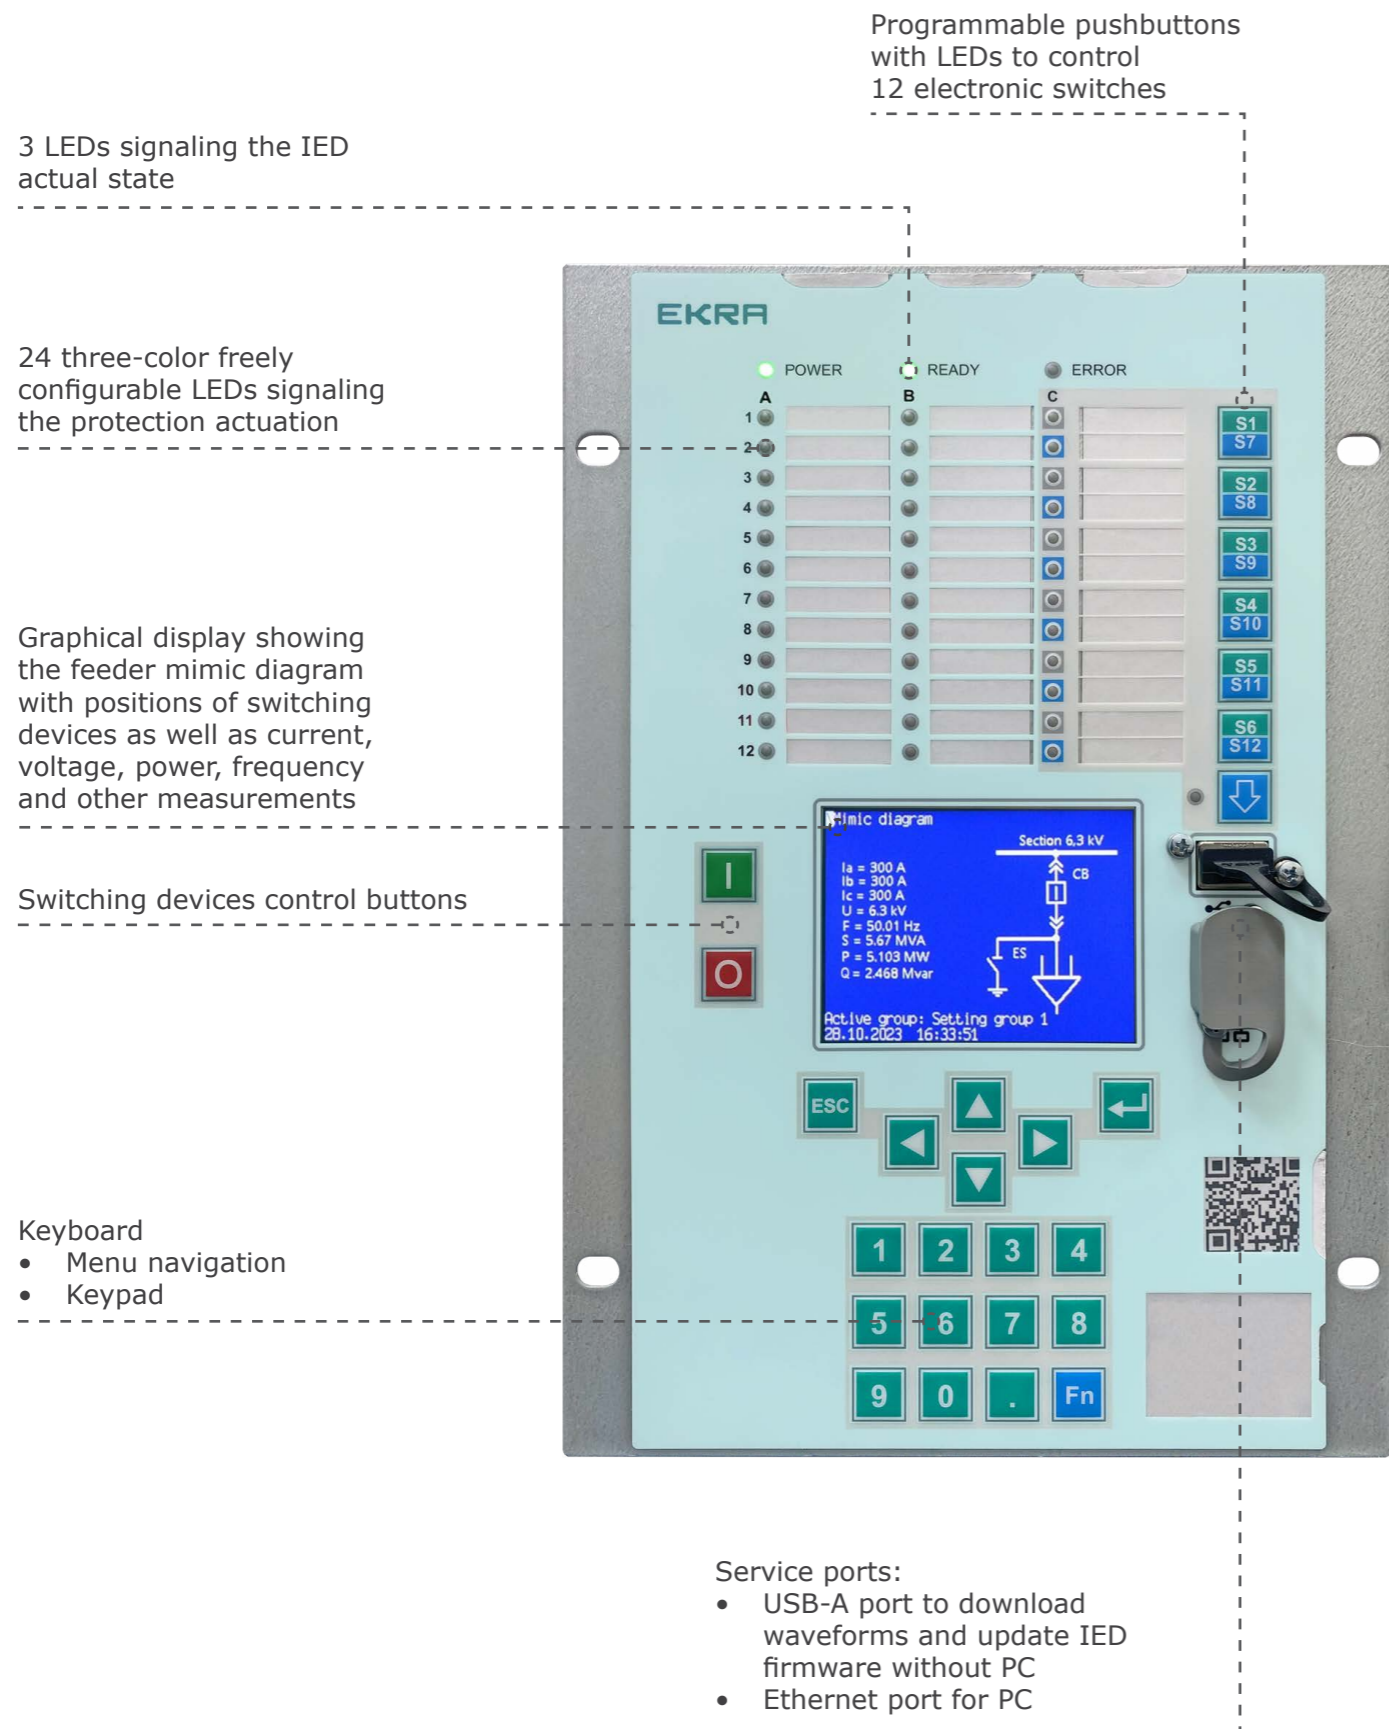 Programmable pushbuttons
with LEDs to control
12 electronic switches
3 LEDs signaling the IED
actual state
24 three-color freely
configurable LEDs signaling
the protection actuation
Graphical display showing
the feeder mimic diagram
with positions of switching
devices as well as current,
voltage, power, frequency
and other measurements
Switching devices control buttons
Keyboard
• Menu navigation
• Keypad
EKRA
POWER READY ERROR
A B C
1
2
3
4
5
6
7
8
9
10
11
12
S1
S7
S2
S8
S3
S9
S4
S10
S5
S11
S6
S12
Mimic diagram
Section 6,3 kV
Ia = 300 A
Ib = 300 A
Ic = 300 A
U = 6.3 kV
F = 50.01 Hz
S = 5.67 MVA
P = 5.103 MW
Q = 2.468 Mvar
CB
ES
Active group: Setting group 1
28.10.2023 16:33:51
I
O
ESC
1 2 3 4
5 6 7 8
9 0 . Fn
Service ports:
• USB-A port to download
waveforms and update IED
firmware without PC
• Ethernet port for PC